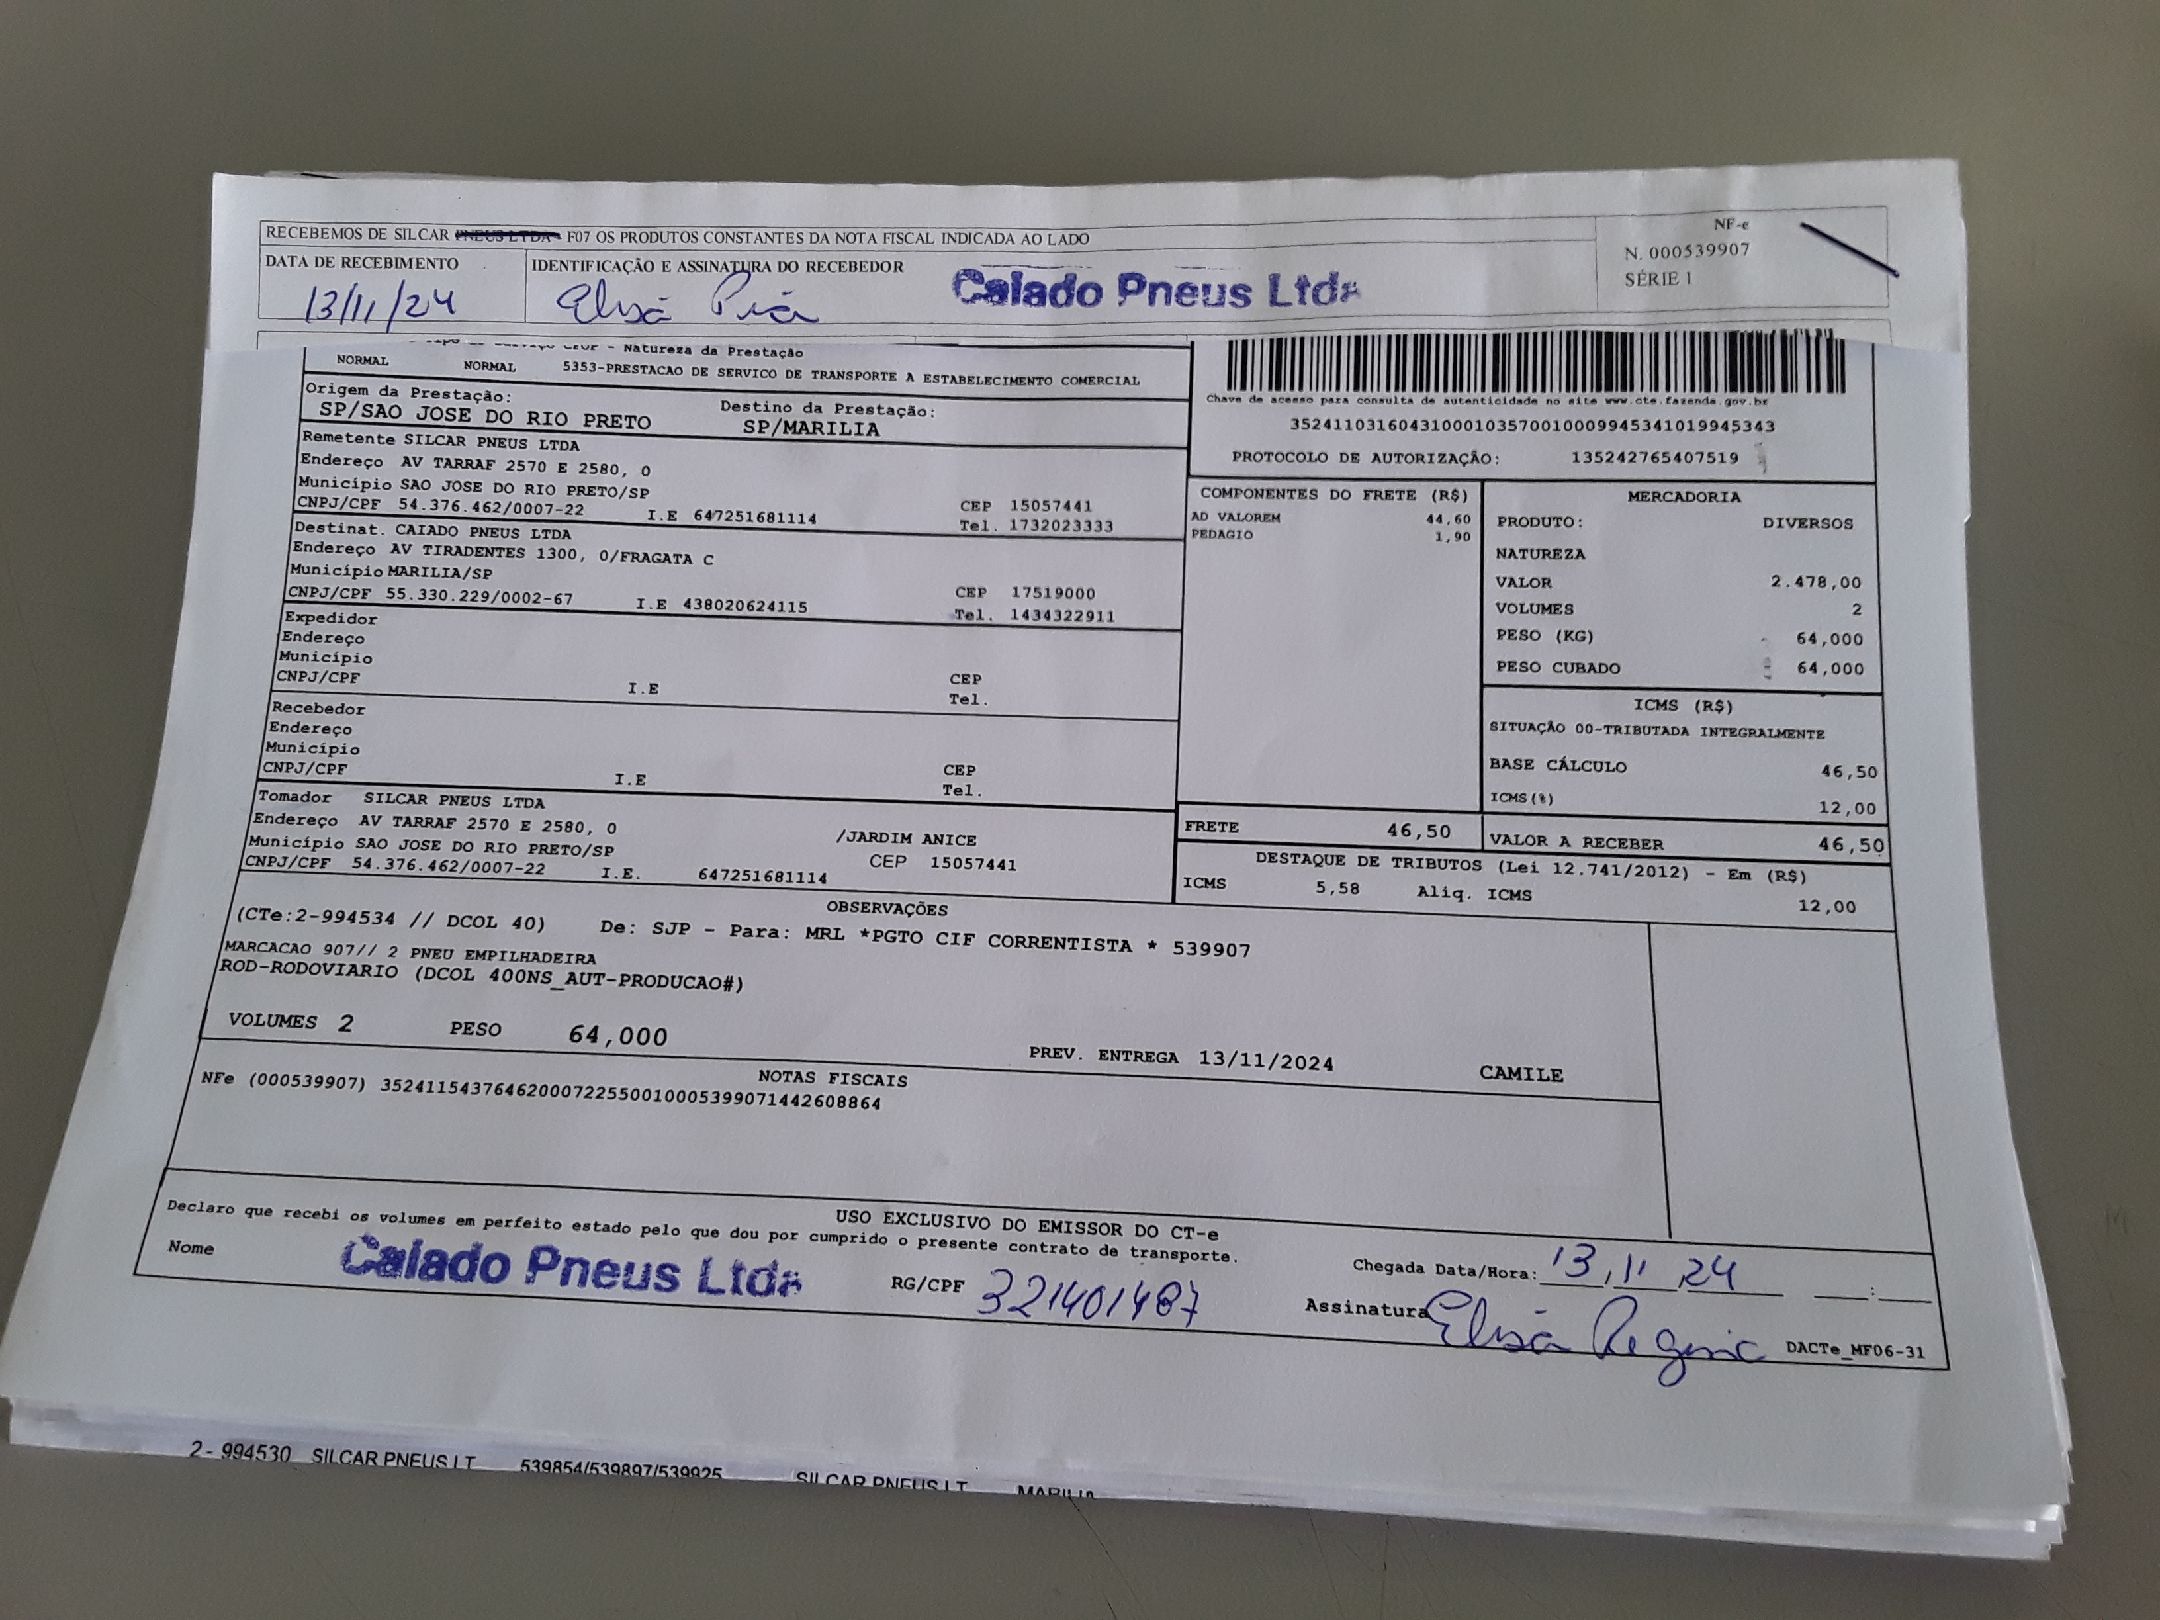 RECEBEMOS DE SILCAR PNEUS LTDA - F07 OS PRODUTOS CONSTANTES DA NOTA FISCAL INDICADA AO LADO
DATA DE RECEBIMENTO
13/11/24
IDENTIFICAÇÃO E ASSINATURA DO RECEBEDOR
Elisa
Caiado Pneus Ltda
NF-e
N. 000539907
SÉRIE 1
- Natureza da Prestação
NORMAL NORMAL 5353-PRESTACAO DE SERVICO DE TRANSPORTE A ESTABELECIMENTO COMERCIAL
Origem da Prestação: Destino da Prestação:
SP/SAO JOSE DO RIO PRETO SP/MARILIA
Remetente SILCAR PNEUS LTDA
Endereço AV TARRAF 2570 E 2580, 0
Município SAO JOSE DO RIO PRETO/SP CEP 15057441
CNPJ/CPF 54.376.462/0007-22 I.E 647251681114 Tel. 1732023333
Destinat. CAIADO PNEUS LTDA
Endereço AV TIRADENTES 1300, 0/FRAGATA C
Município MARILIA/SP CEP 17519000
CNPJ/CPF 55.330.229/0002-67 I.E 438020624115 Tel. 1434322911
Expedidor
Endereço
Município CEP
CNPJ/CPF I.E Tel.
Recebedor
Endereço
Município CEP
CNPJ/CPF I.E Tel.
Tomador SILCAR PNEUS LTDA
Endereço AV TARRAF 2570 E 2580, 0 /JARDIM ANICE
Município SAO JOSE DO RIO PRETO/SP CEP 15057441
CNPJ/CPF 54.376.462/0007-22 I.E. 647251681114
Chave de acesso para consulta de autenticidade no site www.cte.fazenda.gov.br
35241103160431000103570010009945341019945343
PROTOCOLO DE AUTORIZAÇÃO: 135242765407519
COMPONENTES DO FRETE (R$)
AD VALOREM 44,60
PEDAGIO 1,90
MERCADORIA
PRODUTO: DIVERSOS
NATUREZA
VALOR 2.478,00
VOLUMES 2
PESO (KG) 64,000
PESO CUBADO 64,000
ICMS (R$)
SITUAÇÃO 00-TRIBUTADA INTEGRALMENTE
BASE CÁLCULO 46,50
ICMS(%) 12,00
FRETE 46,50 VALOR A RECEBER 46,50
DESTAQUE DE TRIBUTOS (Lei 12.741/2012) - Em (R$)
ICMS 5,58 Aliq. ICMS 12,00
OBSERVAÇÕES
(CTe:2-994534 // DCOL 40) De: SJP - Para: MRL *PGTO CIF CORRENTISTA * 539907
MARCACAO 907// 2 PNEU EMPILHADEIRA
ROD-RODOVIARIO (DCOL 400NS_AUT-PRODUCAO#)
VOLUMES 2 PESO 64,000 PREV. ENTREGA 13/11/2024 CAMILE
NOTAS FISCAIS
NFe (000539907) 35241154376462000722550010005399071442608864
USO EXCLUSIVO DO EMISSOR DO CT-e
Declaro que recebi os volumes em perfeito estado pelo que dou por cumprido o presente contrato de transporte.
Nome Caiado Pneus Ltda RG/CPF 321401487
Chegada Data/Hora: 13,11,24 :
Assinatura Elisa Regina DACTe_MF06-31
2- 994530 SILCAR PNEUS LT 539854/539897/539925 SILCAR PNEUS LT MARILIA